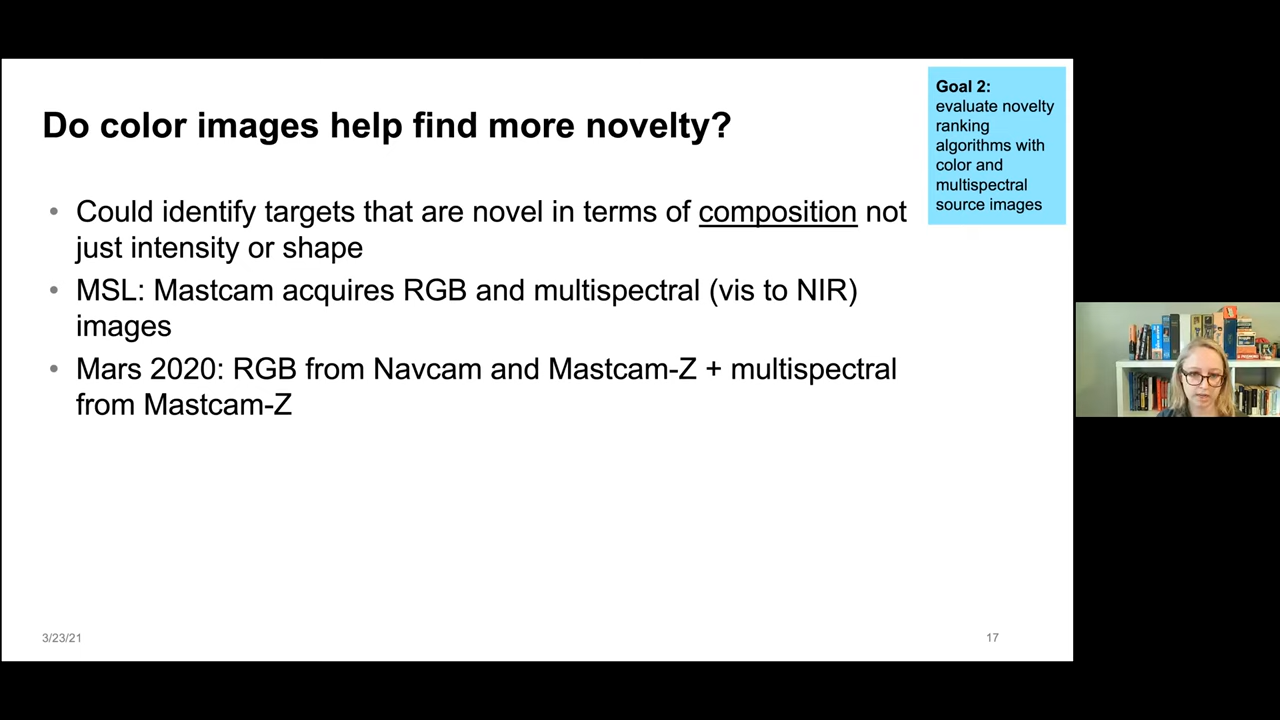 Do color images help find more novelty?
Goal 2:
evaluate novelty
ranking
algorithms with
color and
multispectral
source images
• Could identify targets that are novel in terms of composition not
just intensity or shape
• MSL: Mastcam acquires RGB and multispectral (vis to NIR)
images
• Mars 2020: RGB from Navcam and Mastcam-Z + multispectral
from Mastcam-Z
3/23/21
17